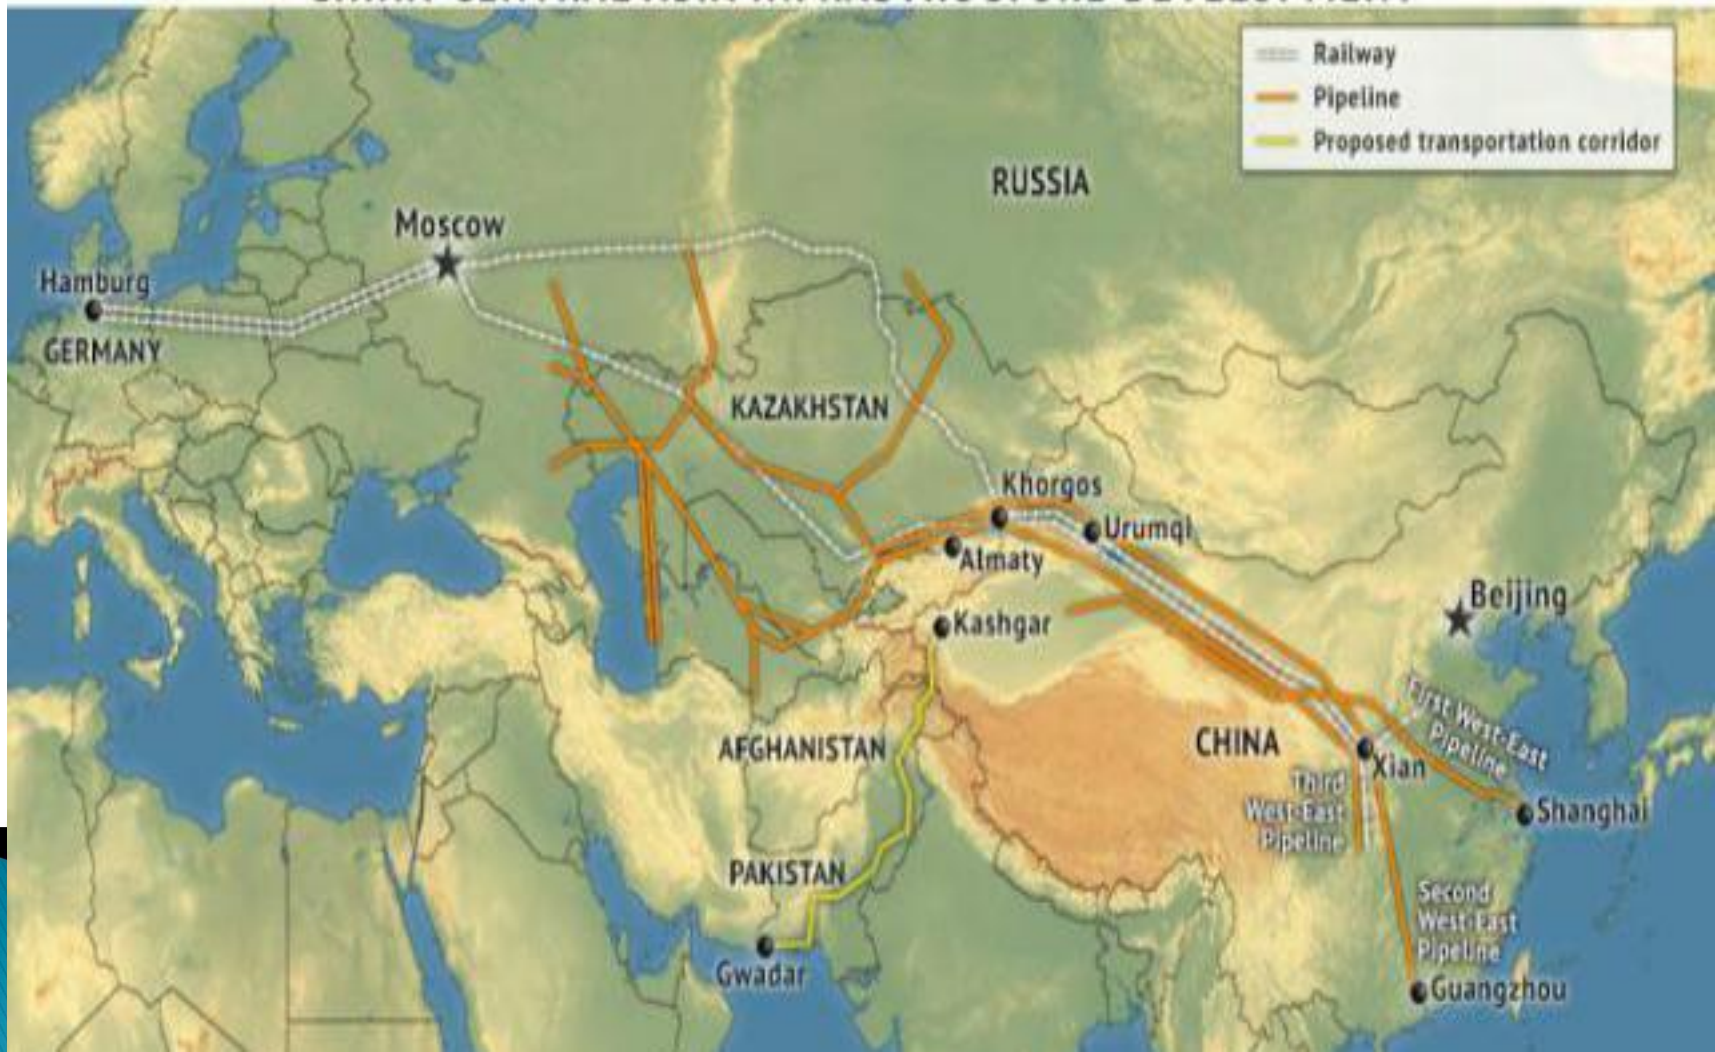 Railway
Pipeline
Proposed transportation corridor
RUSSIA
Moscow
Hamburg
GERMANY
KAZAKHSTAN
Khorgos
Urumqi
Almaty
Beijing
Kashgar
First West-East
Pipeline
CHINA
AFGHANISTAN
Xian
Third
West-East
Pipeline
Shanghai
PAKISTAN
Second
West-East
Pipeline
Gwadar
Guangzhou